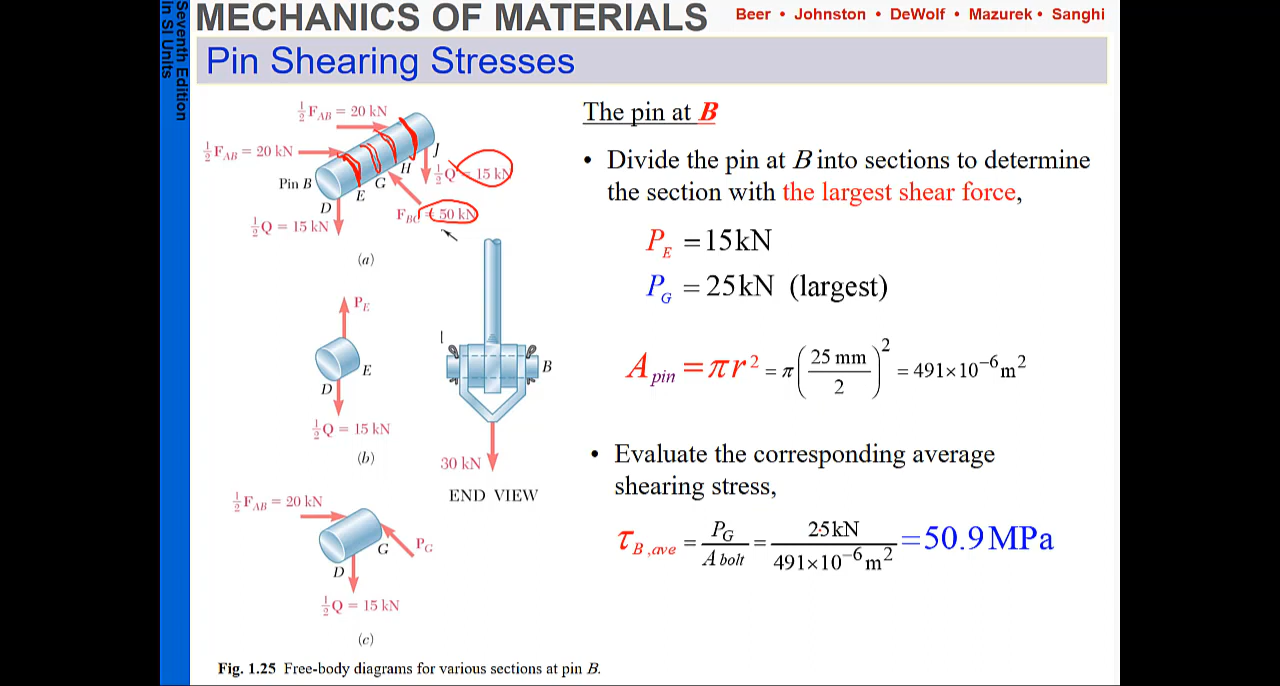 Seventh Edition
in SI Units
MECHANICS OF MATERIALS
Beer • Johnston • DeWolf • Mazurek • Sanghi
Pin Shearing Stresses
½F_AB = 20 kN
½F_AB = 20 kN
Pin B
D
E
G
H
J
½Q = 15 kN
F_BC = 50 kN
½Q = 15 kN
(a)
P_E
E
D
½Q = 15 kN
(b)
B
30 kN
END VIEW
½F_AB = 20 kN
G
P_G
D
½Q = 15 kN
(c)
Fig. 1.25 Free-body diagrams for various sections at pin B.
The pin at B
• Divide the pin at B into sections to determine
the section with the largest shear force,
P_E = 15kN
P_G = 25kN (largest)
A_pin = πr² = π(25 mm / 2)² = 491×10⁻⁶m²
• Evaluate the corresponding average
shearing stress,
τ_B,ave = P_G / A_bolt = 25kN / 491×10⁻⁶m² = 50.9MPa